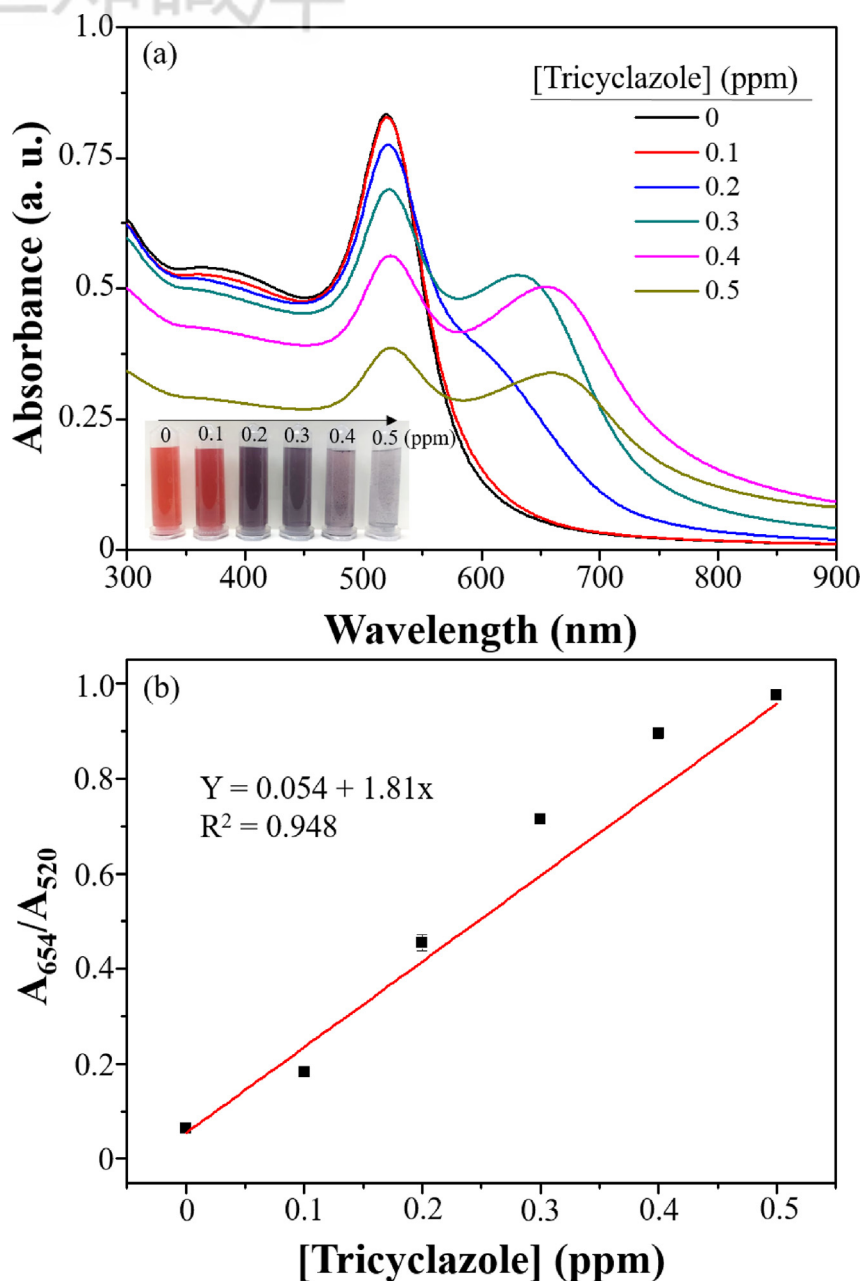 1.0
(a)
[Tricyclazole] (ppm)
0
0.1
0.2
0.3
0.4
0.5
0.75
0.5
0.25
0
Absorbance (a. u.)
0 0.1 0.2 0.3 0.4 0.5 (ppm)
300 400 500 600 700 800 900
Wavelength (nm)
(b)
1.0
0.8
0.6
0.4
0.2
0
Y = 0.054 + 1.81x
R² = 0.948
A₆₅₄/A₅₂₀
0 0.1 0.2 0.3 0.4 0.5
[Tricyclazole] (ppm)